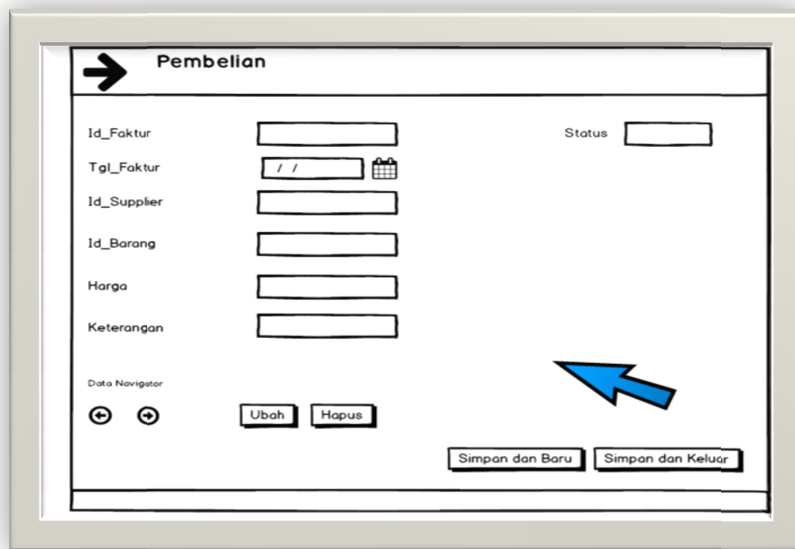 Pembelian
Id_Faktur
Status
Tgl_Faktur
/ /
Id_Supplier
Id_Barang
Harga
Keterangan
Data Navigator
Ubah
Hapus
Simpan dan Baru
Simpan dan Keluar